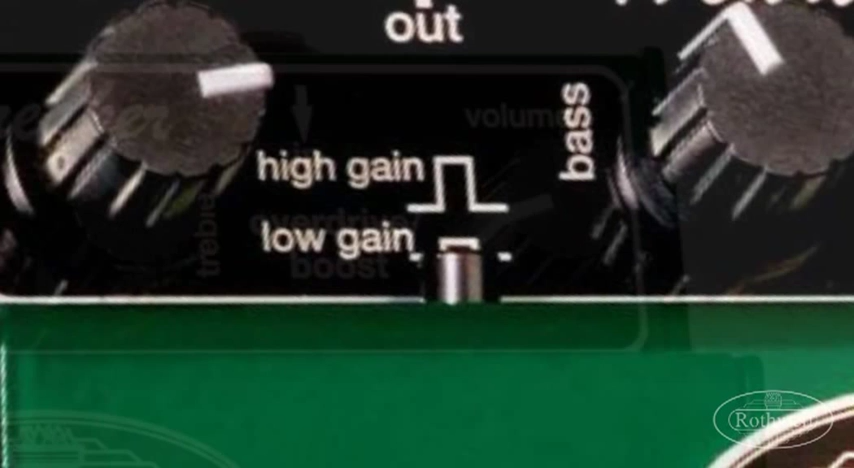 out
volume
bass
high gain
low gain
treble
overdrive
boost